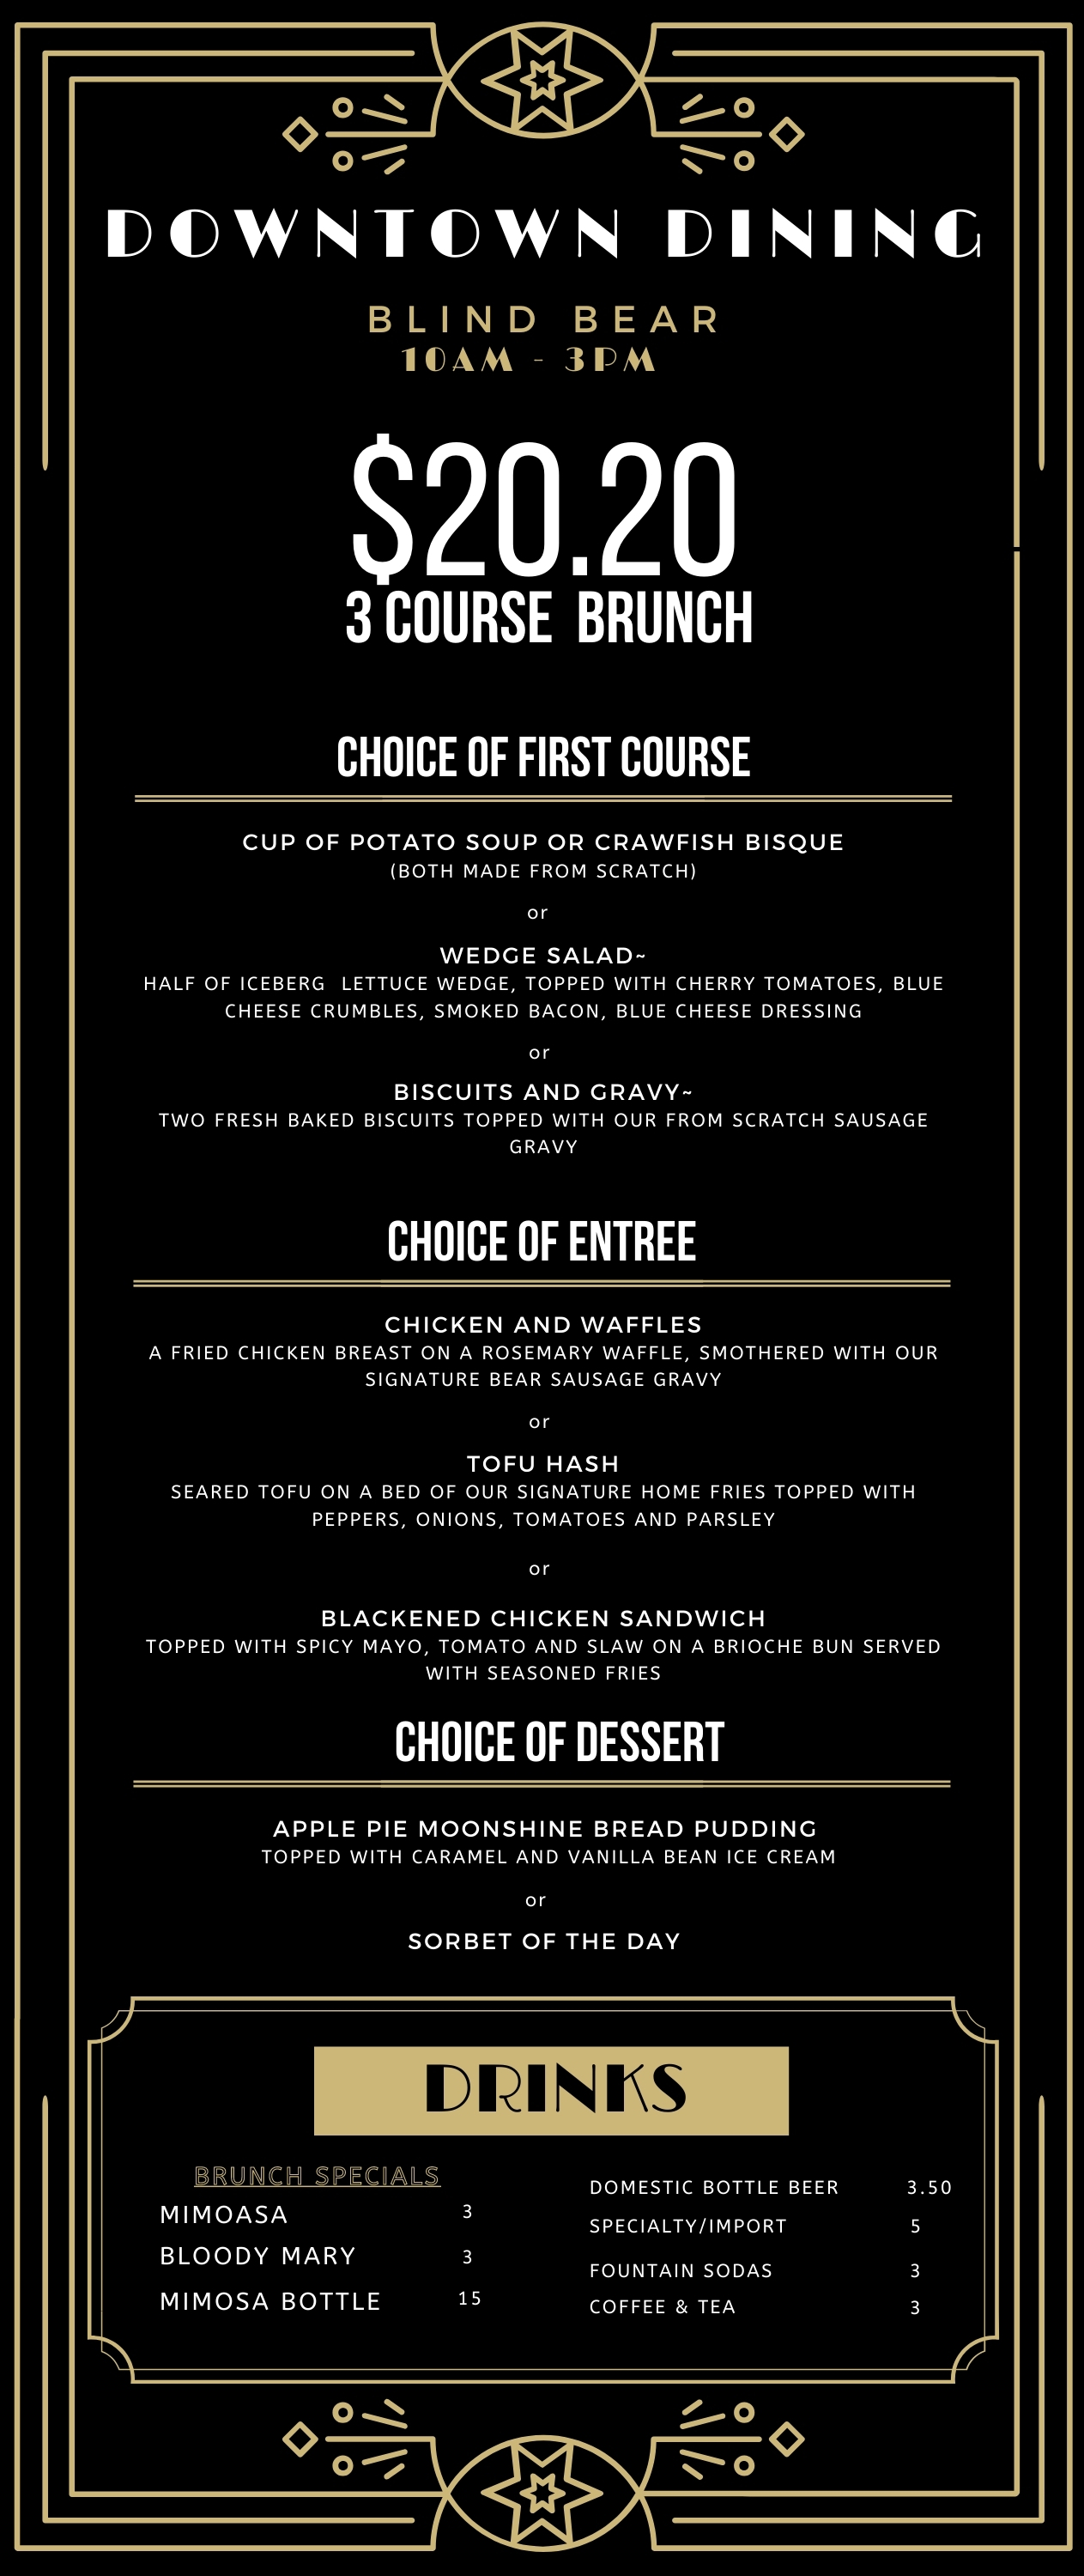 DOWNTOWN DINING
BLIND BEAR
10AM - 3PM
$20.20
3 COURSE BRUNCH
CHOICE OF FIRST COURSE
CUP OF POTATO SOUP OR CRAWFISH BISQUE
(BOTH MADE FROM SCRATCH)
or
WEDGE SALAD~
HALF OF ICEBERG LETTUCE WEDGE, TOPPED WITH CHERRY TOMATOES, BLUE
CHEESE CRUMBLES, SMOKED BACON, BLUE CHEESE DRESSING
or
BISCUITS AND GRAVY~
TWO FRESH BAKED BISCUITS TOPPED WITH OUR FROM SCRATCH SAUSAGE
GRAVY
CHOICE OF ENTREE
CHICKEN AND WAFFLES
A FRIED CHICKEN BREAST ON A ROSEMARY WAFFLE, SMOTHERED WITH OUR
SIGNATURE BEAR SAUSAGE GRAVY
or
TOFU HASH
SEARED TOFU ON A BED OF OUR SIGNATURE HOME FRIES TOPPED WITH
PEPPERS, ONIONS, TOMATOES AND PARSLEY
or
BLACKENED CHICKEN SANDWICH
TOPPED WITH SPICY MAYO, TOMATO AND SLAW ON A BRIOCHE BUN SERVED
WITH SEASONED FRIES
CHOICE OF DESSERT
APPLE PIE MOONSHINE BREAD PUDDING
TOPPED WITH CARAMEL AND VANILLA BEAN ICE CREAM
or
SORBET OF THE DAY
DRINKS
BRUNCH SPECIALS
MIMOASA 3
BLOODY MARY 3
MIMOSA BOTTLE 15
DOMESTIC BOTTLE BEER 3.50
SPECIALTY/IMPORT 5
FOUNTAIN SODAS 3
COFFEE & TEA 3